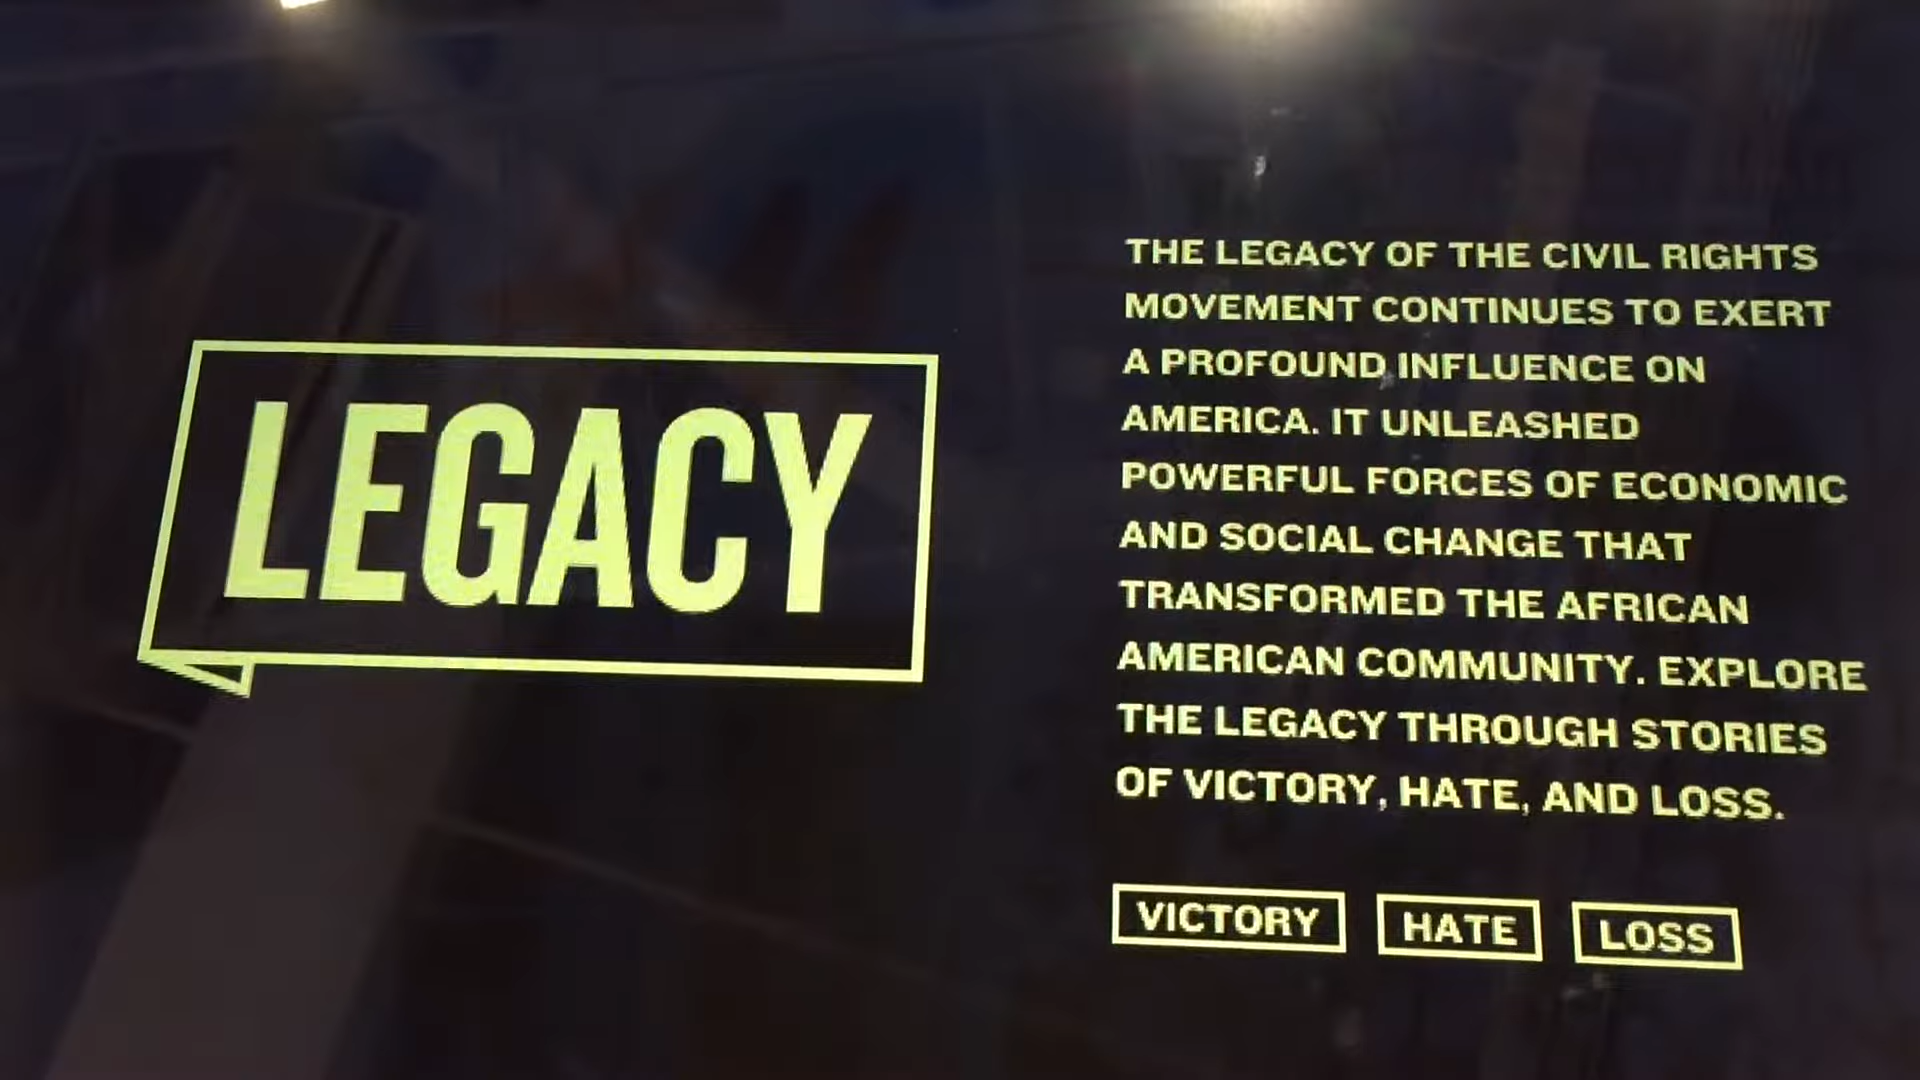 LEGACY
THE LEGACY OF THE CIVIL RIGHTS
MOVEMENT CONTINUES TO EXERT
A PROFOUND INFLUENCE ON
AMERICA. IT UNLEASHED
POWERFUL FORCES OF ECONOMIC
AND SOCIAL CHANGE THAT
TRANSFORMED THE AFRICAN
AMERICAN COMMUNITY. EXPLORE
THE LEGACY THROUGH STORIES
OF VICTORY, HATE, AND LOSS.
VICTORY HATE LOSS